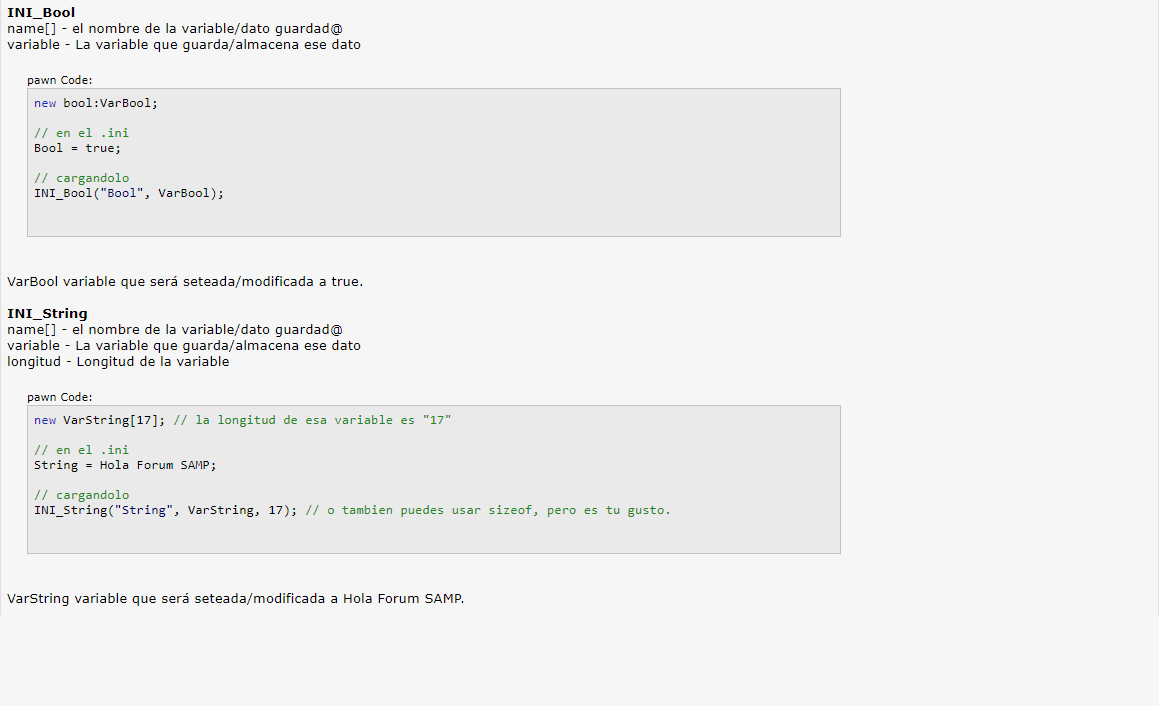 INI_Bool
name[] - el nombre de la variable/dato guardad@
variable - La variable que guarda/almacena ese dato
pawn Code:
new bool:VarBool;
// en el .ini
Bool = true;
// cargandolo
INI_Bool("Bool", VarBool);
VarBool variable que será seteada/modificada a true.
INI_String
name[] - el nombre de la variable/dato guardad@
variable - La variable que guarda/almacena ese dato
longitud - Longitud de la variable
pawn Code:
new VarString[17]; // la longitud de esa variable es "17"
// en el .ini
String = Hola Forum SAMP;
// cargandolo
INI_String("String", VarString, 17); // o tambien puedes usar sizeof, pero es tu gusto.
VarString variable que será seteada/modificada a Hola Forum SAMP.